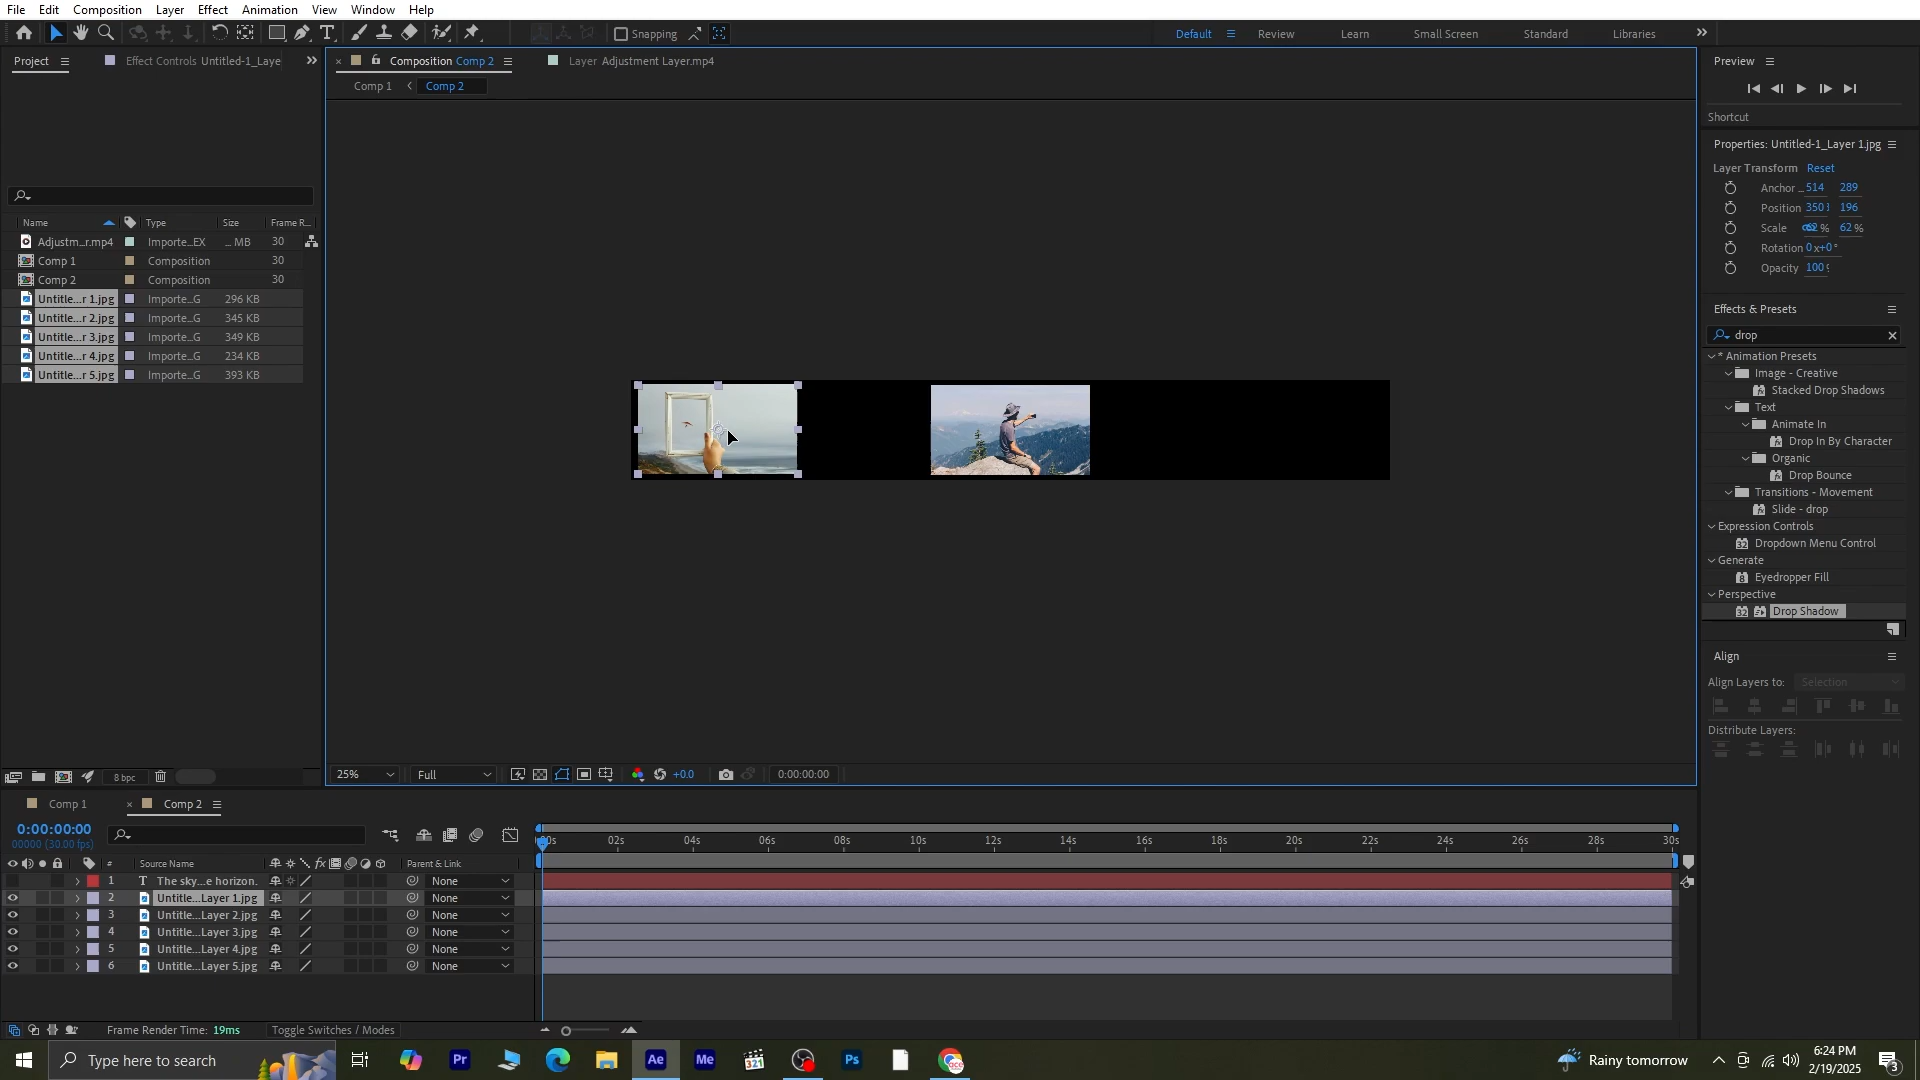 File Edit Composition Layer Effect Animation View Window Help
Snapping Default Review Learn Small Screen Standard Libraries
Project Effect Controls Untitled-1_Laye
Composition Comp 2 Layer Adjustment Layer.mp4
Comp 1 Comp 2
Name Type Size Frame R...
Adjustm...r.mp4 Importe...EX ... MB 30
Comp 1 Composition 30
Comp 2 Composition 30
Untitle...r 1.jpg Importe...G 296 KB
Untitle...r 2.jpg Importe...G 345 KB
Untitle...r 3.jpg Importe...G 349 KB
Untitle...r 4.jpg Importe...G 234 KB
Untitle...r 5.jpg Importe...G 393 KB
8 bpc
25% Full +0.0 0:00:00:00
Preview
Shortcut
Properties: Untitled-1_Layer 1.jpg
Layer Transform Reset
Anchor ... 514 289
Position 350 196
Scale 62 % 62 %
Rotation 0x+0°
Opacity 100
Effects & Presets
drop
* Animation Presets
Image - Creative
Stacked Drop Shadows
Text
Animate In
Drop In By Character
Organic
Drop Bounce
Transitions - Movement
Slide - drop
Expression Controls
32 Dropdown Menu Control
Generate
8 Eyedropper Fill
Perspective
32 Drop Shadow
Align
Align Layers to: Selection
Distribute Layers:
Comp 1 Comp 2
0:00:00:00
00000 (30.00 fps)
:00s 02s 04s 06s 08s 10s 12s 14s 16s 18s 20s 22s 24s 26s 28s 30s
# Source Name fx Parent & Link
1 T The sky...e horizon. None
2 Untitle...Layer 1.jpg None
3 Untitle...Layer 2.jpg None
4 Untitle...Layer 3.jpg None
5 Untitle...Layer 4.jpg None
6 Untitle...Layer 5.jpg None
Frame Render Time: 19ms Toggle Switches / Modes
Type here to search Pr Ae Me 321 Ps Rainy tomorrow 6:24 PM
2/19/2025 3